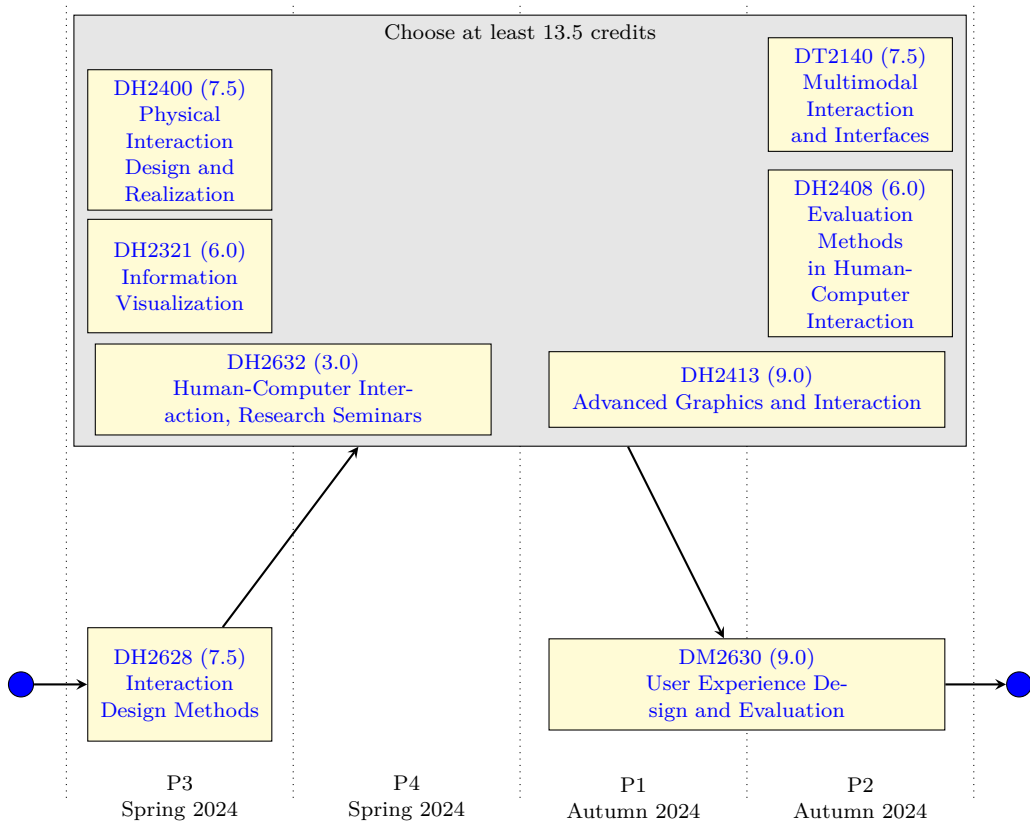 Choose at least 13.5 credits
DH2400 (7.5)
Physical
Interaction
Design and
Realization
DT2140 (7.5)
Multimodal
Interaction
and Interfaces
DH2321 (6.0)
Information
Visualization
DH2408 (6.0)
Evaluation
Methods
in Human-
Computer
Interaction
DH2632 (3.0)
Human-Computer Inter-
action, Research Seminars
DH2413 (9.0)
Advanced Graphics and Interaction
DH2628 (7.5)
Interaction
Design Methods
DM2630 (9.0)
User Experience De-
sign and Evaluation
P3
Spring 2024
P4
Spring 2024
P1
Autumn 2024
P2
Autumn 2024